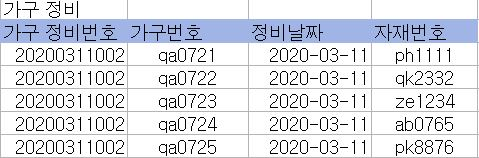 가구 정비
가구 정비번호 가구번호 정비날짜 자재번호
20200311002 qa0721 2020-03-11 ph1111
20200311002 qa0722 2020-03-11 qk2332
20200311002 qa0723 2020-03-11 ze1234
20200311002 qa0724 2020-03-11 ab0765
20200311002 qa0725 2020-03-11 pk8876